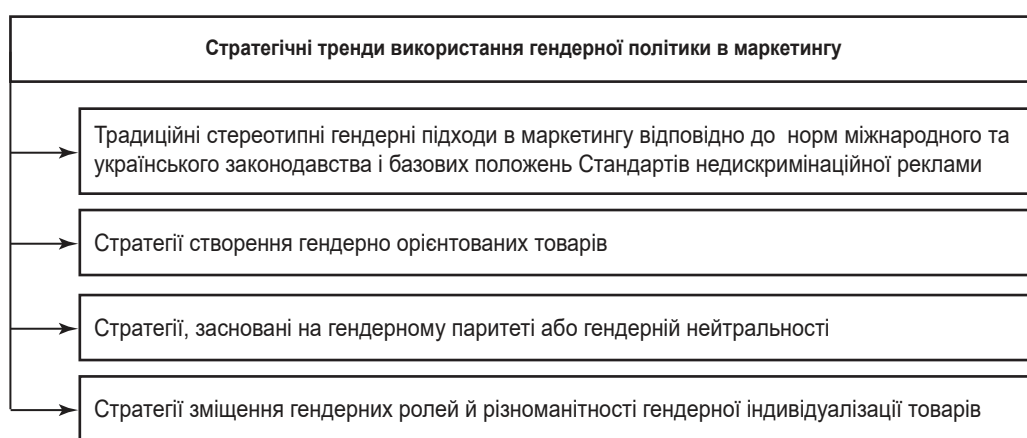 Стратегічні тренди використання гендерної політики в маркетингу
Традиційні стереотипні гендерні підходи в маркетингу відповідно до норм міжнародного та
українського законодавства і базових положень Стандартів недискримінаційної реклами
Стратегії створення гендерно орієнтованих товарів
Стратегії, засновані на гендерному паритеті або гендерній нейтральності
Стратегії зміщення гендерних ролей й різноманітності гендерної індивідуалізації товарів